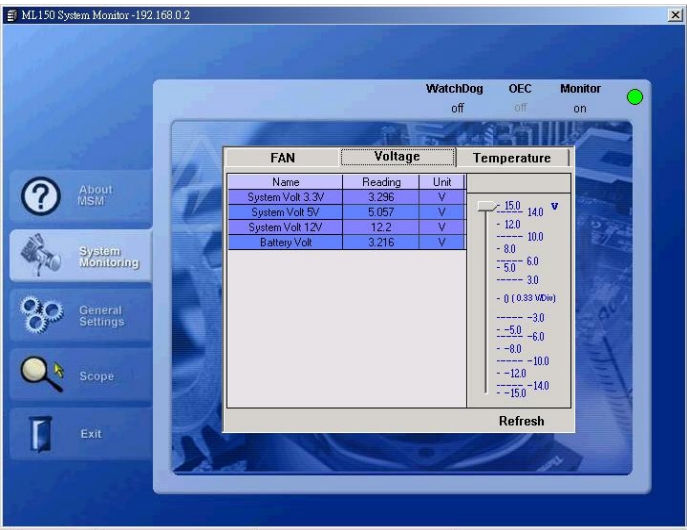 ML150 System Monitor -192.168.0.2
WatchDog OEC Monitor
off off on
FAN Voltage Temperature
Name Reading Unit
System Volt 3.3V 3.296 V
System Volt 5V 5.057 V
System Volt 12V 12.2 V
Battery Volt 3.216 V
15.0 V
14.0
12.0
10.0
8.0
6.0
5.0
3.0
0 ( 0.33 V/Div)
-3.0
-5.0
-6.0
-8.0
-10.0
-12.0
-14.0
-15.0
Refresh
About
MSM
System
Monitoring
General
Settings
Scope
Exit